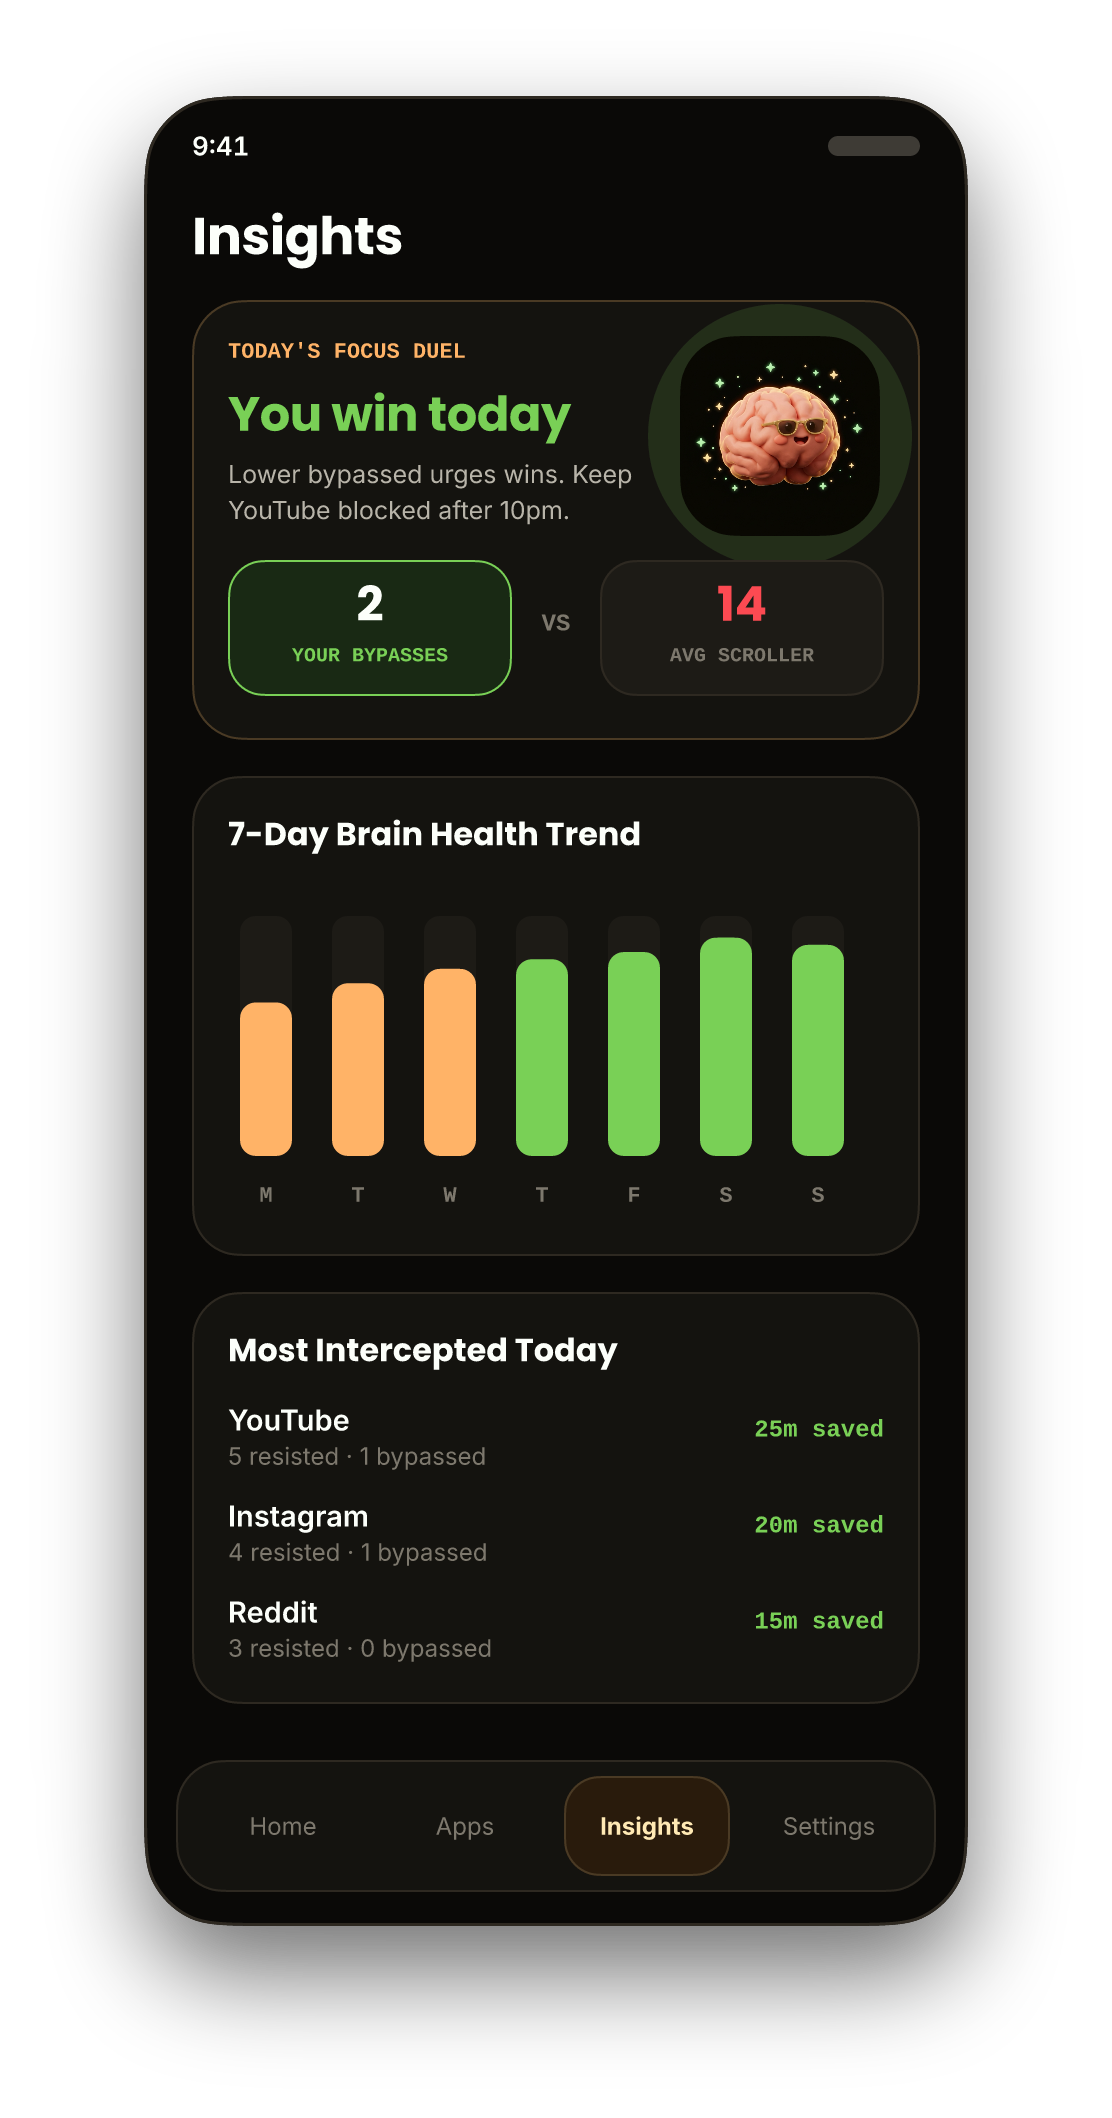 9:41
Insights
TODAY'S FOCUS DUEL
You win today
Lower bypassed urges wins. Keep
YouTube blocked after 10pm.
2
YOUR BYPASSES
VS
14
AVG SCROLLER
7-Day Brain Health Trend
M T W T F S S
Most Intercepted Today
YouTube
5 resisted · 1 bypassed
25m saved
Instagram
4 resisted · 1 bypassed
20m saved
Reddit
3 resisted · 0 bypassed
15m saved
Home Apps Insights Settings